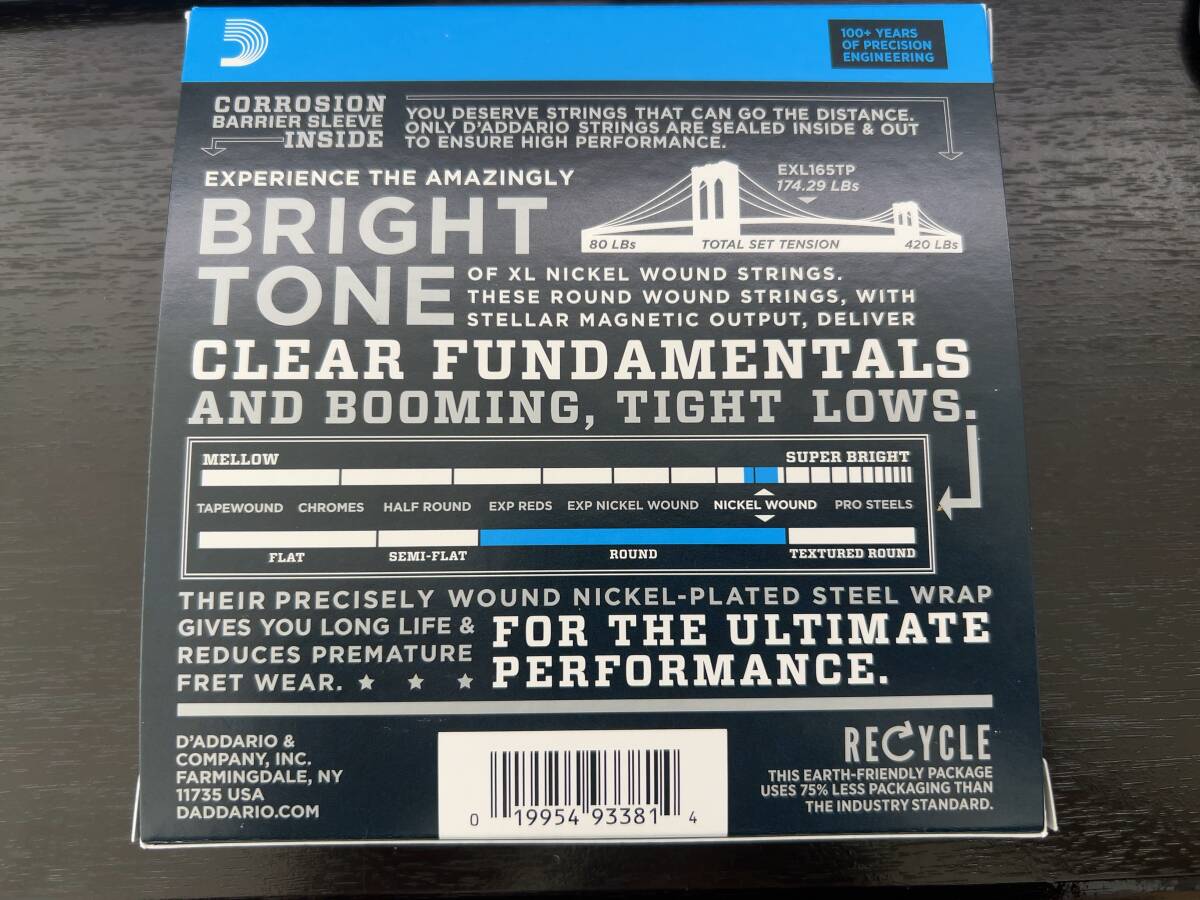 100+ YEARS
OF PRECISION
ENGINEERING
CORROSION
BARRIER SLEEVE
INSIDE
YOU DESERVE STRINGS THAT CAN GO THE DISTANCE.
ONLY D'ADDARIO STRINGS ARE SEALED INSIDE & OUT
TO ENSURE HIGH PERFORMANCE.
EXPERIENCE THE AMAZINGLY
BRIGHT
TONE
EXL165TP
174.29 LBs
80 LBs TOTAL SET TENSION 420 LBs
OF XL NICKEL WOUND STRINGS.
THESE ROUND WOUND STRINGS, WITH
STELLAR MAGNETIC OUTPUT, DELIVER
CLEAR FUNDAMENTALS
AND BOOMING, TIGHT LOWS.
MELLOW SUPER BRIGHT
TAPEWOUND CHROMES HALF ROUND EXP REDS EXP NICKEL WOUND NICKEL WOUND PRO STEELS
FLAT SEMI-FLAT ROUND TEXTURED ROUND
THEIR PRECISELY WOUND NICKEL-PLATED STEEL WRAP
GIVES YOU LONG LIFE &
REDUCES PREMATURE
FRET WEAR. ★ ★ ★
FOR THE ULTIMATE
PERFORMANCE.
D'ADDARIO &
COMPANY, INC.
FARMINGDALE, NY
11735 USA
DADDARIO.COM
0 19954 93381 4
RECYCLE
THIS EARTH-FRIENDLY PACKAGE
USES 75% LESS PACKAGING THAN
THE INDUSTRY STANDARD.